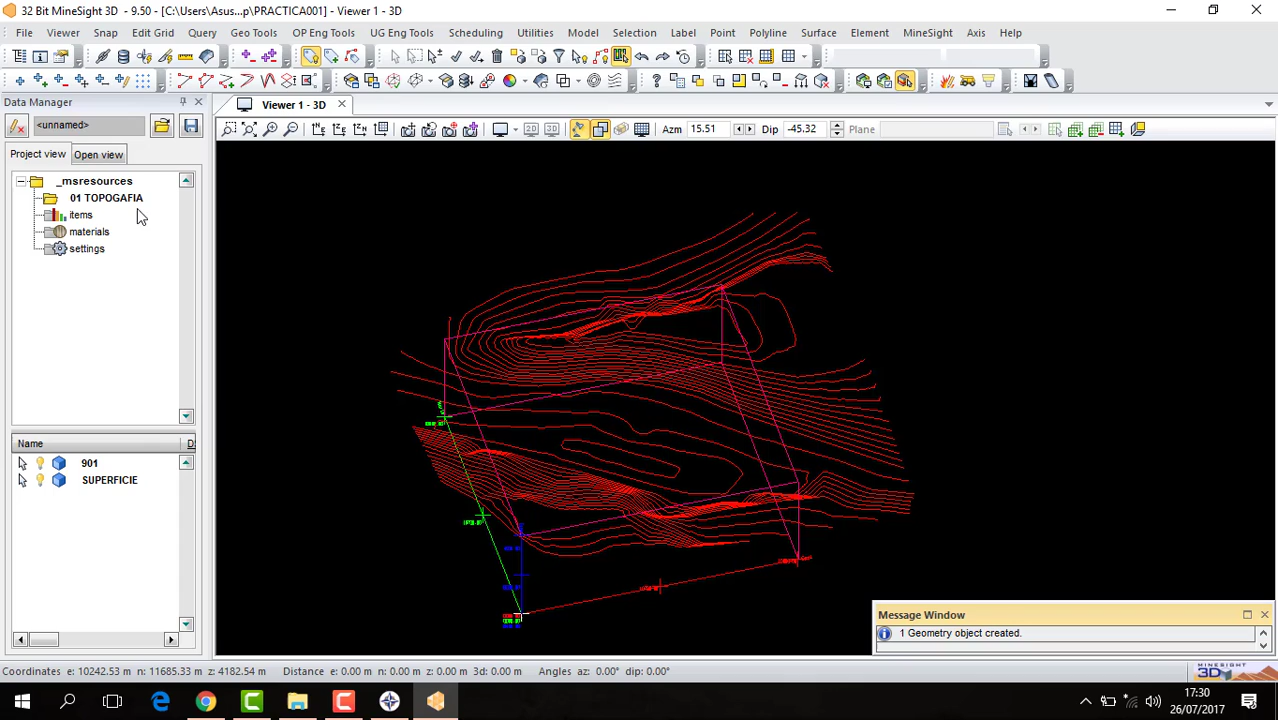 32 Bit MineSight 3D - 9.50 - [C:\Users\Asus...p\PRACTICA001] - Viewer 1 - 3D
File Viewer Snap Edit Grid Query Geo Tools OP Eng Tools UG Eng Tools Scheduling Utilities Model Selection Label Point Polyline Surface Element MineSight Axis Help
Data Manager
Viewer 1 - 3D
<unnamed>
2D 3D Azm 15.51 Dip -45.32 Plane
Project view Open view
_msresources
01 TOPOGAFIA
items
materials
settings
Name
901
SUPERFICIE
Message Window
1 Geometry object created.
Coordinates e: 10242.53 m n: 11685.33 m z: 4182.54 m Distance e: 0.00 m n: 0.00 m z: 0.00 m 3d: 0.00 m Angles az: 0.00° dip: 0.00°
MINESIGHT 3D
17:30
26/07/2017